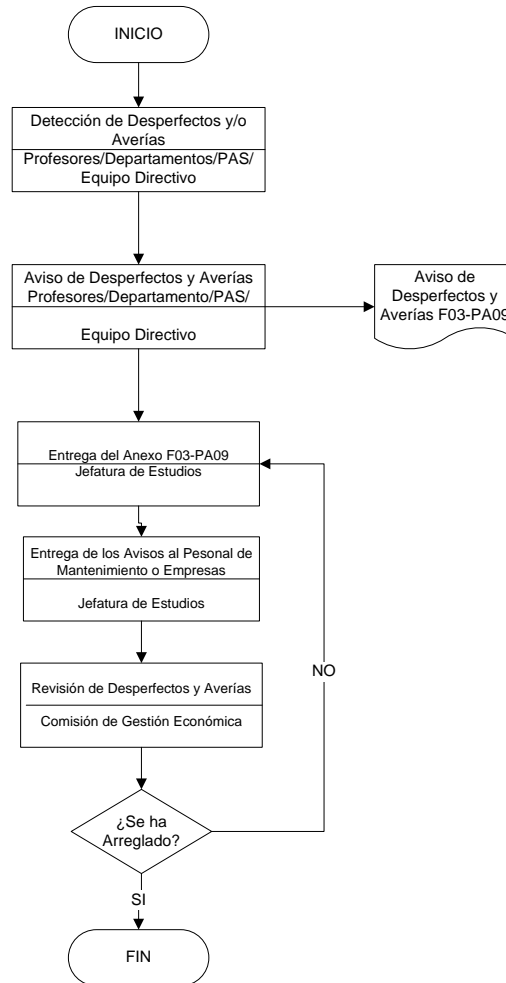 INICIO
Detección de Desperfectos y/o
Averías
Profesores/Departamentos/PAS/
Equipo Directivo
Aviso de Desperfectos y Averías
Profesores/Departamento/PAS/
Equipo Directivo
Aviso de
Desperfectos y
Averías F03-PA09
Entrega del Anexo F03-PA09
Jefatura de Estudios
Entrega de los Avisos al Pesonal de
Mantenimiento o Empresas
Jefatura de Estudios
Revisión de Desperfectos y Averías
Comisión de Gestión Económica
NO
¿Se ha
Arreglado?
SI
FIN